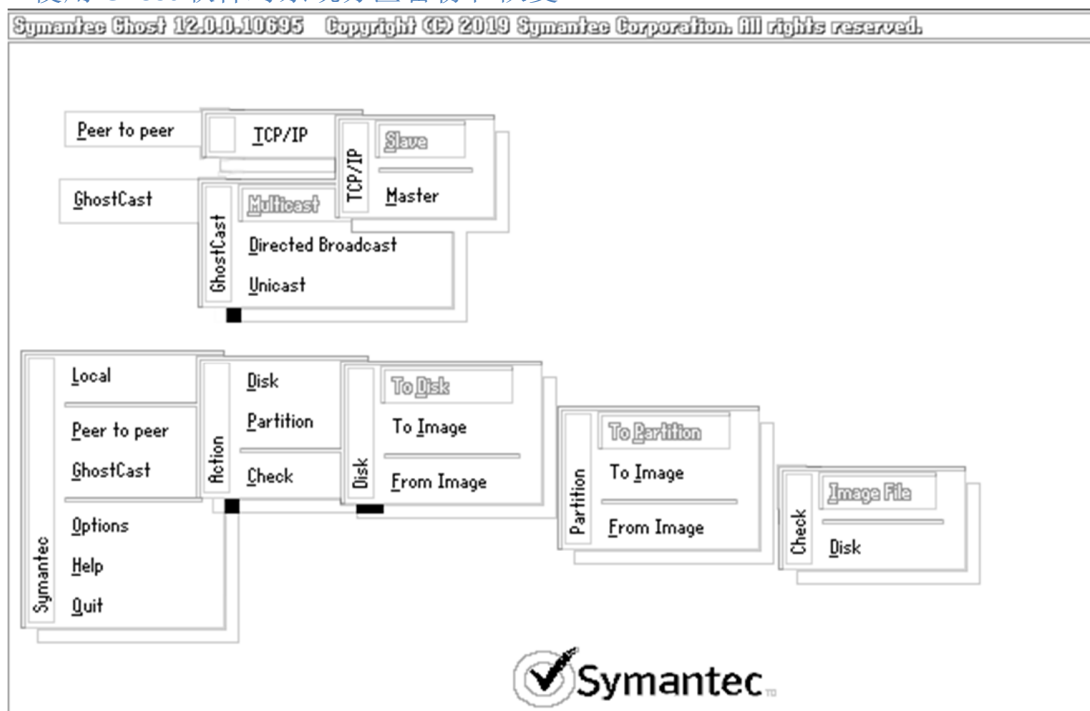 Symantec Ghost 12.0.0.10695 Copyright (C) 2019 Symantec Corporation. All rights reserved.
Peer to peer
TCP/IP
TCP/IP
Slave
Master
GhostCast
GhostCast
Multicast
Directed Broadcast
Unicast
Symantec
Local
Peer to peer
GhostCast
Options
Help
Quit
Action
Disk
Partition
Check
Disk
To Disk
To Image
From Image
Partition
To Partition
To Image
From Image
Check
Image File
Disk
Symantec